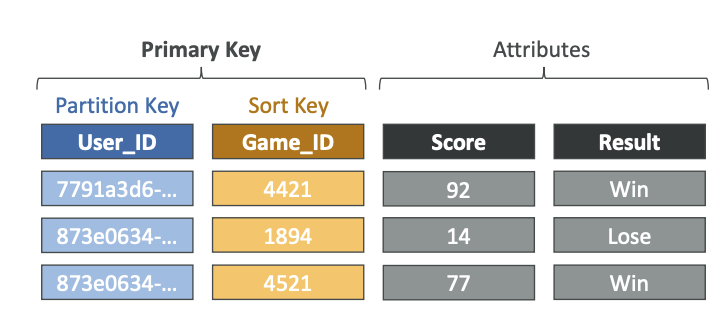 Primary Key Attributes
Partition Key Sort Key
User_ID Game_ID Score Result
7791a3d6-... 4421 92 Win
873e0634-... 1894 14 Lose
873e0634-... 4521 77 Win